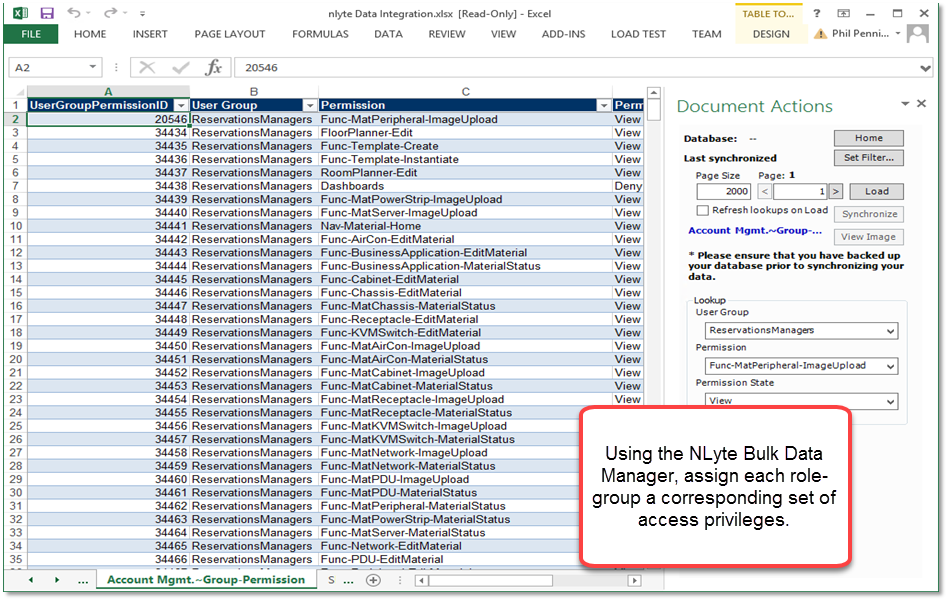 nlyte Data Integration.xlsx [Read-Only] - Excel
TABLE TO...
?
FILE HOME INSERT PAGE LAYOUT FORMULAS DATA REVIEW VIEW ADD-INS LOAD TEST TEAM DESIGN Phil Penni...
A2 fx 20546
A B C
1 UserGroupPermissionID User Group Permission Perm
2 20546 ReservationsManagers Func-MatPeripheral-ImageUpload View
3 34434 ReservationsManagers FloorPlanner-Edit View
4 34435 ReservationsManagers Func-Template-Create View
5 34436 ReservationsManagers Func-Template-Instantiate View
6 34437 ReservationsManagers RoomPlanner-Edit View
7 34438 ReservationsManagers Dashboards Deny
8 34439 ReservationsManagers Func-MatPowerStrip-ImageUpload View
9 34440 ReservationsManagers Func-MatServer-ImageUpload View
10 34441 ReservationsManagers Nav-Material-Home View
11 34442 ReservationsManagers Func-AirCon-EditMaterial View
12 34443 ReservationsManagers Func-BusinessApplication-EditMaterial View
13 34444 ReservationsManagers Func-BusinessApplication-MaterialStatus View
14 34445 ReservationsManagers Func-Cabinet-EditMaterial View
15 34446 ReservationsManagers Func-Chassis-EditMaterial View
16 34447 ReservationsManagers Func-MatChassis-MaterialStatus View
17 34448 ReservationsManagers Func-Receptacle-EditMaterial View
18 34449 ReservationsManagers Func-KVMSwitch-EditMaterial View
19 34450 ReservationsManagers Func-MatAirCon-ImageUpload View
20 34451 ReservationsManagers Func-MatAirCon-MaterialStatus View
21 34452 ReservationsManagers Func-MatCabinet-ImageUpload View
22 34453 ReservationsManagers Func-MatCabinet-MaterialStatus View
23 34454 ReservationsManagers Func-MatReceptacle-ImageUpload View
24 34455 ReservationsManagers Func-MatReceptacle-MaterialStatus
25 34456 ReservationsManagers Func-MatKVMSwitch-ImageUpload
26 34457 ReservationsManagers Func-MatKVMSwitch-MaterialStatus
27 34458 ReservationsManagers Func-MatNetwork-ImageUpload
28 34459 ReservationsManagers Func-MatNetwork-MaterialStatus
29 34460 ReservationsManagers Func-MatPDU-ImageUpload
30 34461 ReservationsManagers Func-MatPDU-MaterialStatus
31 34462 ReservationsManagers Func-MatPeripheral-MaterialStatus
32 34463 ReservationsManagers Func-MatPowerStrip-MaterialStatus
33 34464 ReservationsManagers Func-MatServer-MaterialStatus
34 34465 ReservationsManagers Func-Network-EditMaterial
35 34466 ReservationsManagers Func-PDU-EditMaterial
... Account Mgmt.~Group-Permission S ...
Document Actions
Database: -- Home
Last synchronized Set Filter...
Page Size Page: 1
2000 < 1 > Load
Refresh lookups on Load Synchronize
Account Mgmt.~Group-... View Image
* Please ensure that you have backed up
your database prior to synchronizing your
data.
Lookup
User Group
ReservationsManagers
Permission
Func-MatPeripheral-ImageUpload
Permission State
View
Using the NLyte Bulk Data
Manager, assign each role-
group a corresponding set of
access privileges.